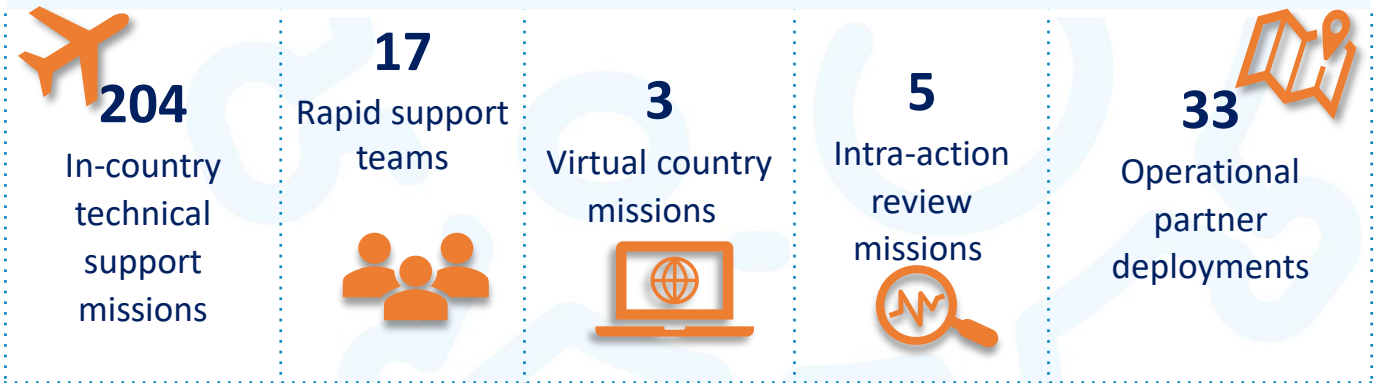 204
In-country
technical
support
missions
17
Rapid support
teams
3
Virtual country
missions
5
Intra-action
review
missions
33
Operational
partner
deployments